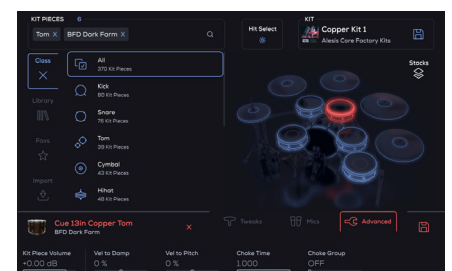 KIT PIECES 6
Tom X BFD Dark Farm X
Hit Select
KIT
Copper Kit 1
Alesis Core Factory Kits
Class
All
270 Kit Pieces
Stacks
Library
Kick
80 Kit Pieces
Snare
76 Kit Pieces
Favs
Tom
39 Kit Pieces
Cymbal
43 Kit Pieces
Import
Hihat
48 Kit Pieces
Cue 13in Copper Tom
BFD Dark Farm
X
Tweaks
Mics
Advanced
Kit Piece Volume
+0.00 dB
Vel to Damp
0 %
Vel to Pitch
0 %
Choke Time
1.000
Choke Group
OFF